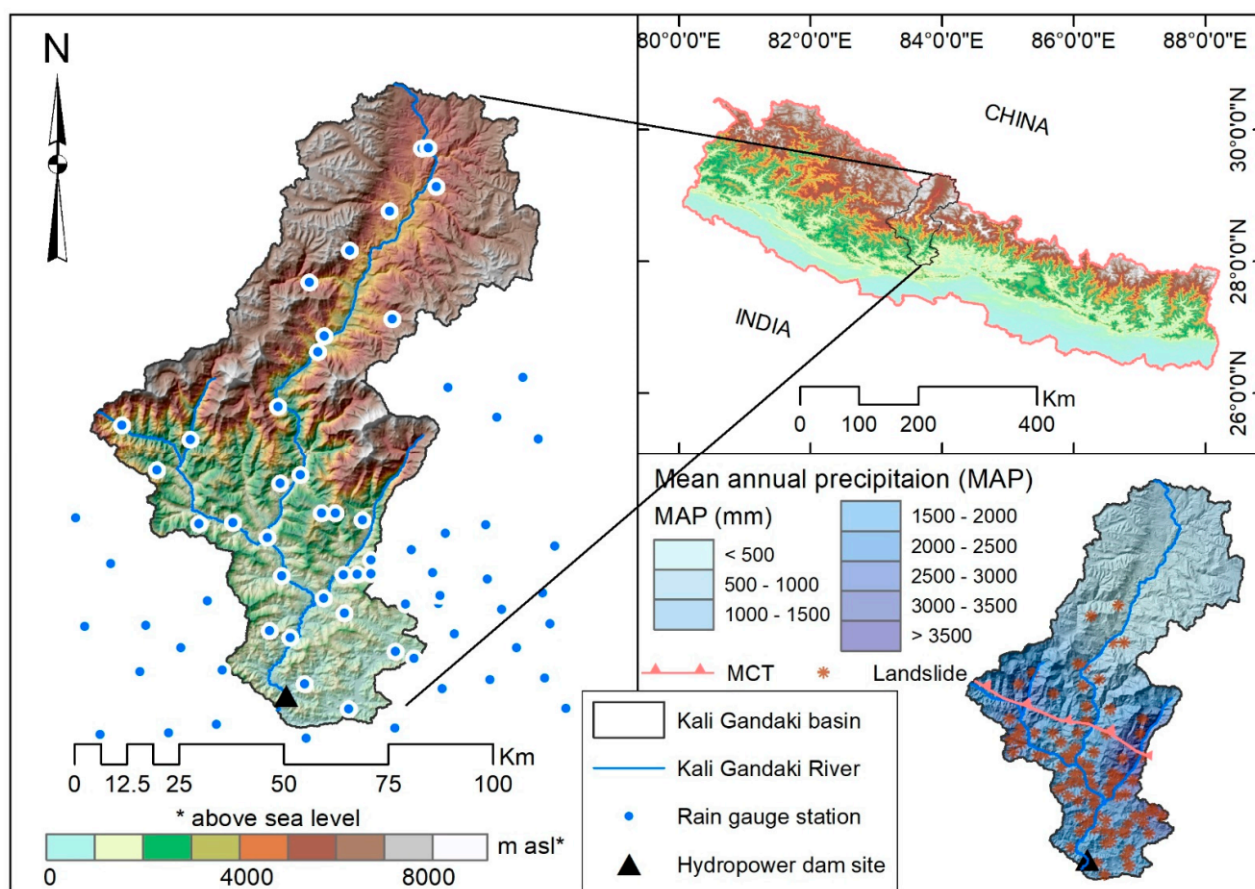 N
80°0'0"E 82°0'0"E 84°0'0"E 86°0'0"E 88°0'0"E
30°0'0"N
28°0'0"N
26°0'0"N
CHINA
INDIA
Km
0 100 200 400
Km
0 12.5 25 50 75 100
* above sea level
m asl*
0 4000 8000
Mean annual precipitaion (MAP)
MAP (mm)
< 500
500 - 1000
1000 - 1500
1500 - 2000
2000 - 2500
2500 - 3000
3000 - 3500
> 3500
MCT
Landslide
Kali Gandaki basin
Kali Gandaki River
Rain gauge station
Hydropower dam site